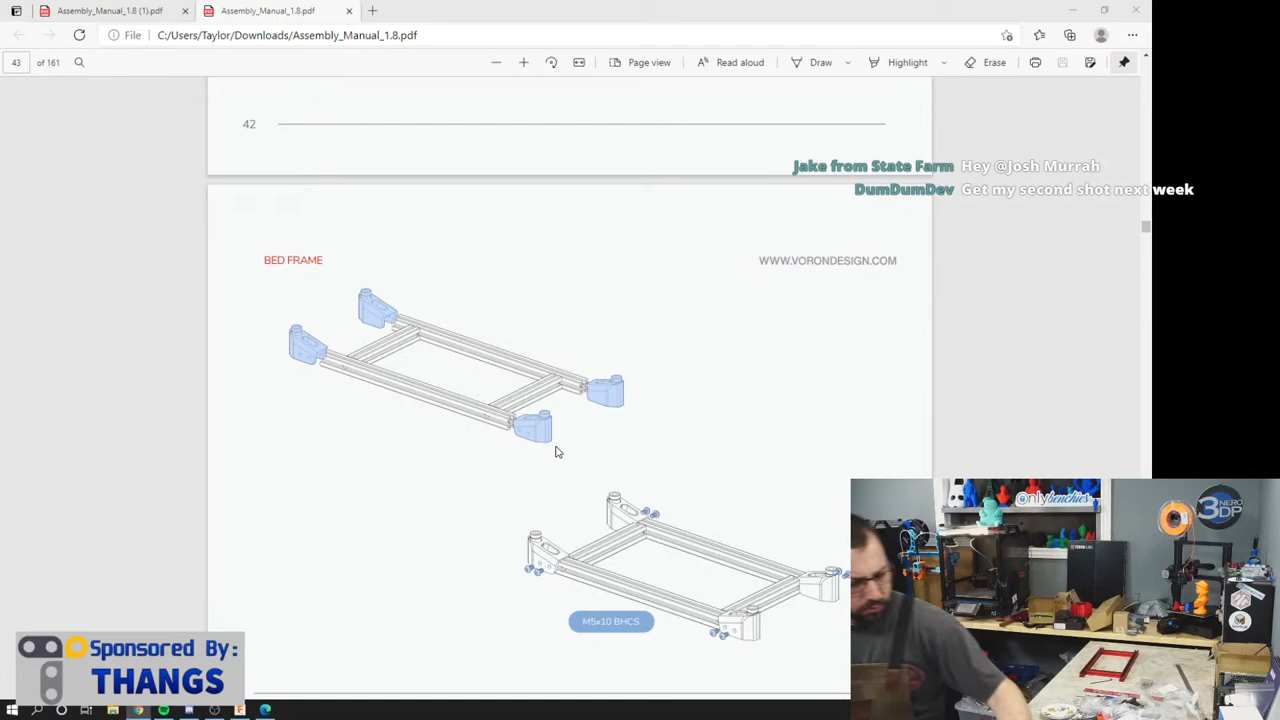 Assembly_Manual_1.8 (1).pdf
Assembly_Manual_1.8.pdf
File
C:/Users/Taylor/Downloads/Assembly_Manual_1.8.pdf
43 of 161
Page view
Read aloud
Draw
Highlight
Erase
42
Jake from State Farm Hey @Josh Murrah
DumDumDev Get my second shot next week
BED FRAME
WWW.VORONDESIGN.COM
M5x10 BHCS
Onlybenchies
NERO
3DP
Sponsored By:
THANGS